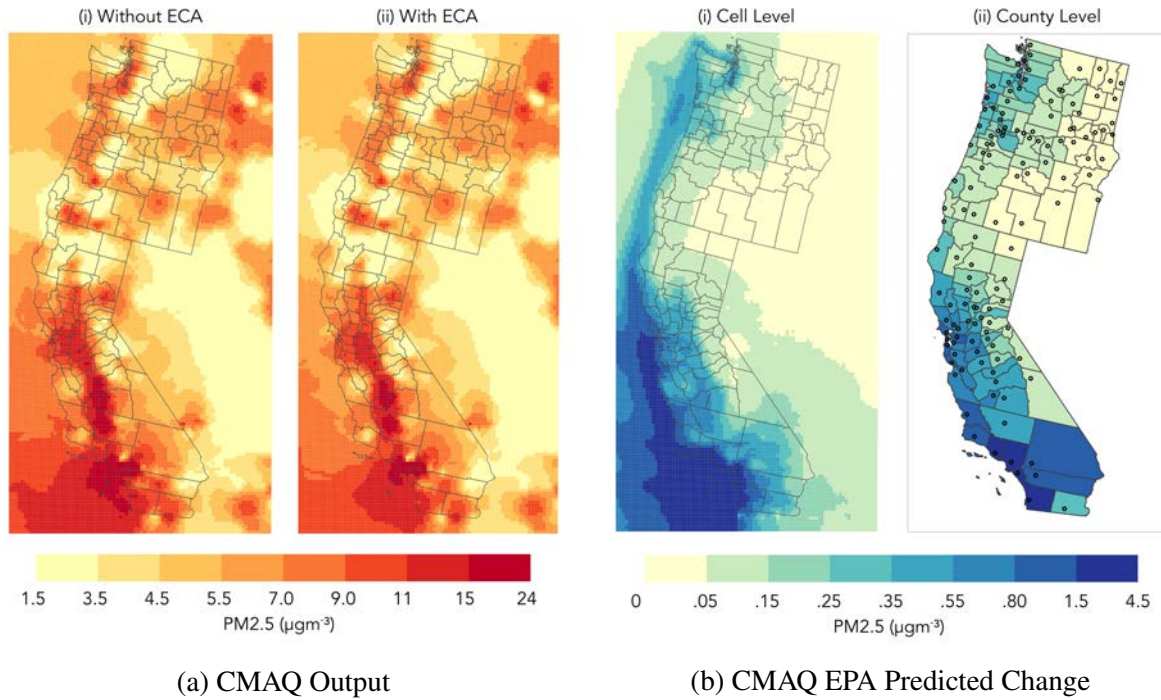 (i) Without ECA
(ii) With ECA
(i) Cell Level
(ii) County Level
1.5 3.5 4.5 5.5 7.0 9.0 11 15 24
PM2.5 (µgm⁻³)
0 .05 .15 .25 .35 .55 .80 1.5 4.5
PM2.5 (µgm⁻³)
(a) CMAQ Output
(b) CMAQ EPA Predicted Change